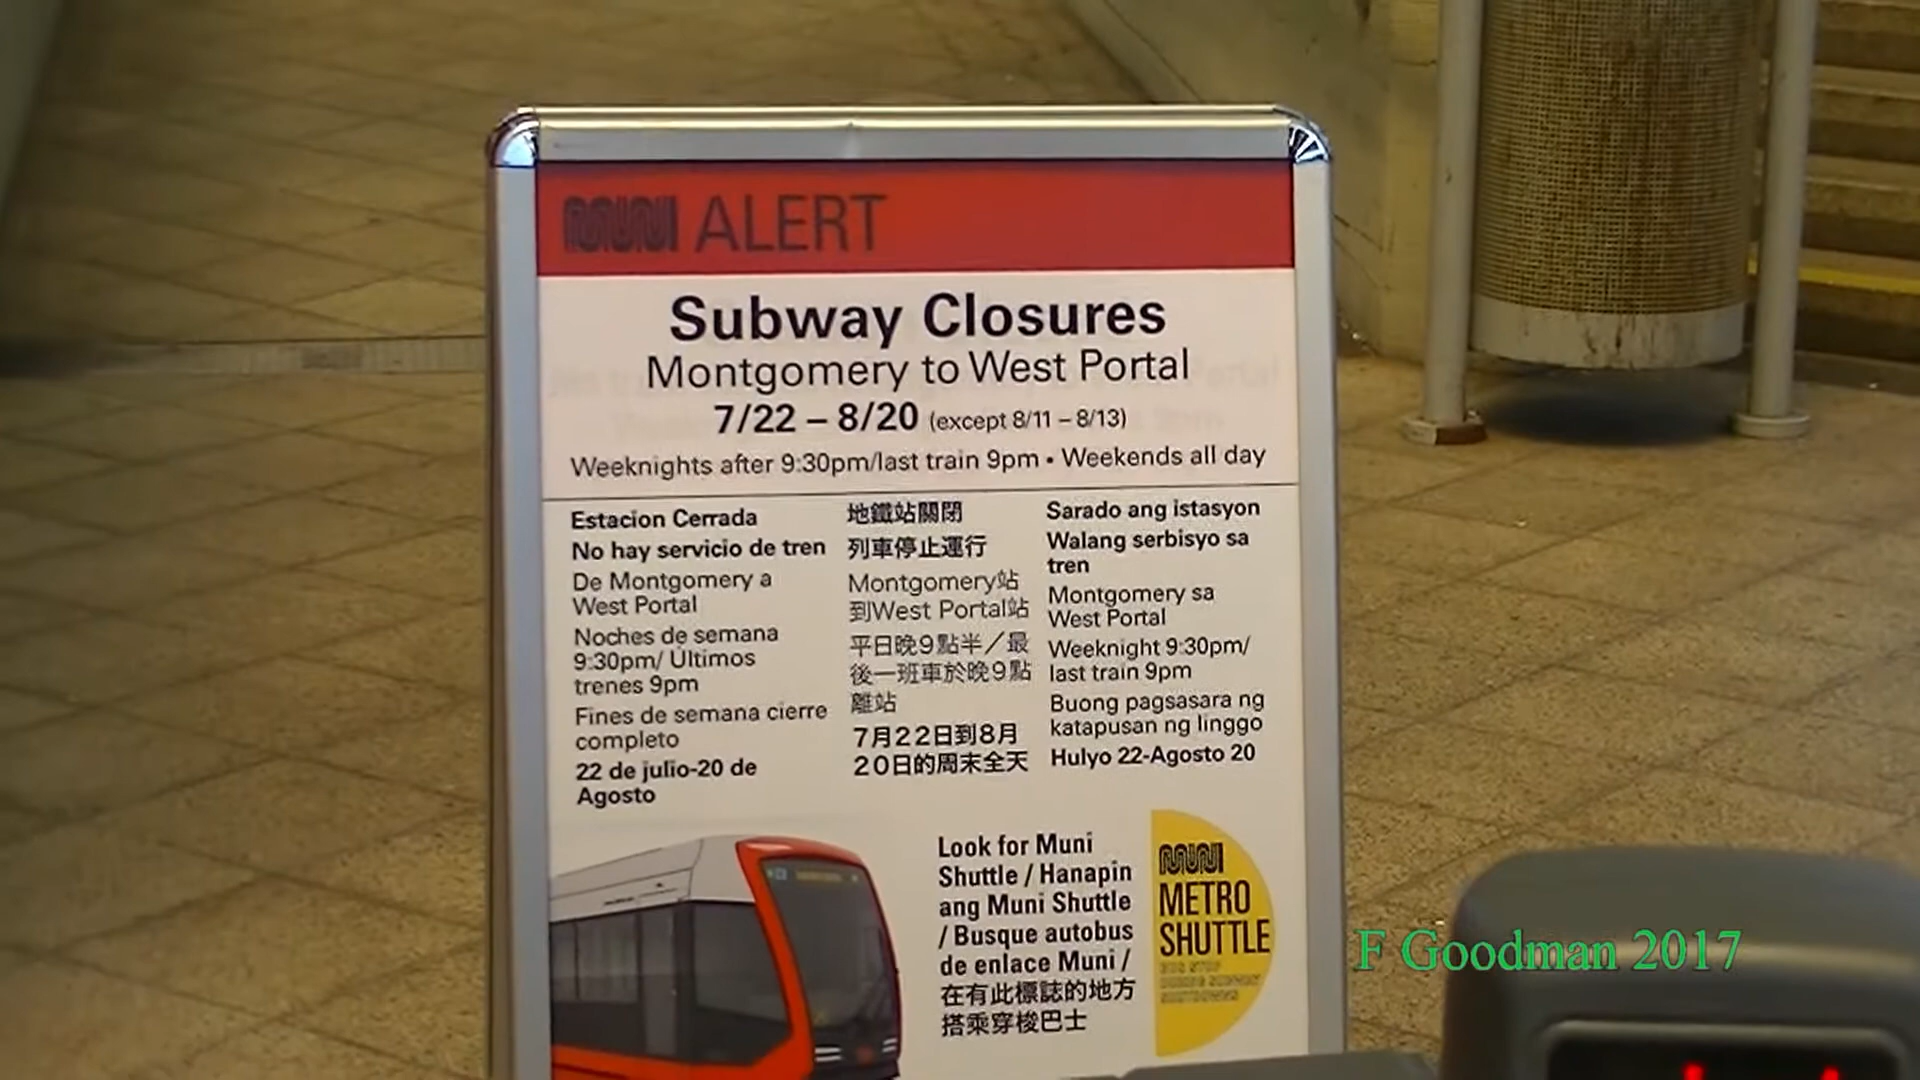 MUNI ALERT
Subway Closures
Montgomery to West Portal
7/22 – 8/20 (except 8/11 – 8/13)
Weeknights after 9:30pm/last train 9pm • Weekends all day
Estacion Cerrada
No hay servicio de tren
De Montgomery a
West Portal
Noches de semana
9:30pm/ Últimos
trenes 9pm
Fines de semana cierre
completo
22 de julio-20 de
Agosto
地鐵站關閉
列車停止運行
Montgomery站
到West Portal站
平日晚9點半／最
後一班車於晚9點
離站
7月22日到8月
20日的周末全天
Sarado ang istasyon
Walang serbisyo sa
tren
Montgomery sa
West Portal
Weeknight 9:30pm/
last train 9pm
Buong pagsasara ng
katapusan ng linggo
Hulyo 22-Agosto 20
Look for Muni
Shuttle / Hanapin
ang Muni Shuttle
/ Busque autobus
de enlace Muni /
在有此標誌的地方
搭乘穿梭巴士
MUNI
METRO
SHUTTLE
F Goodman 2017